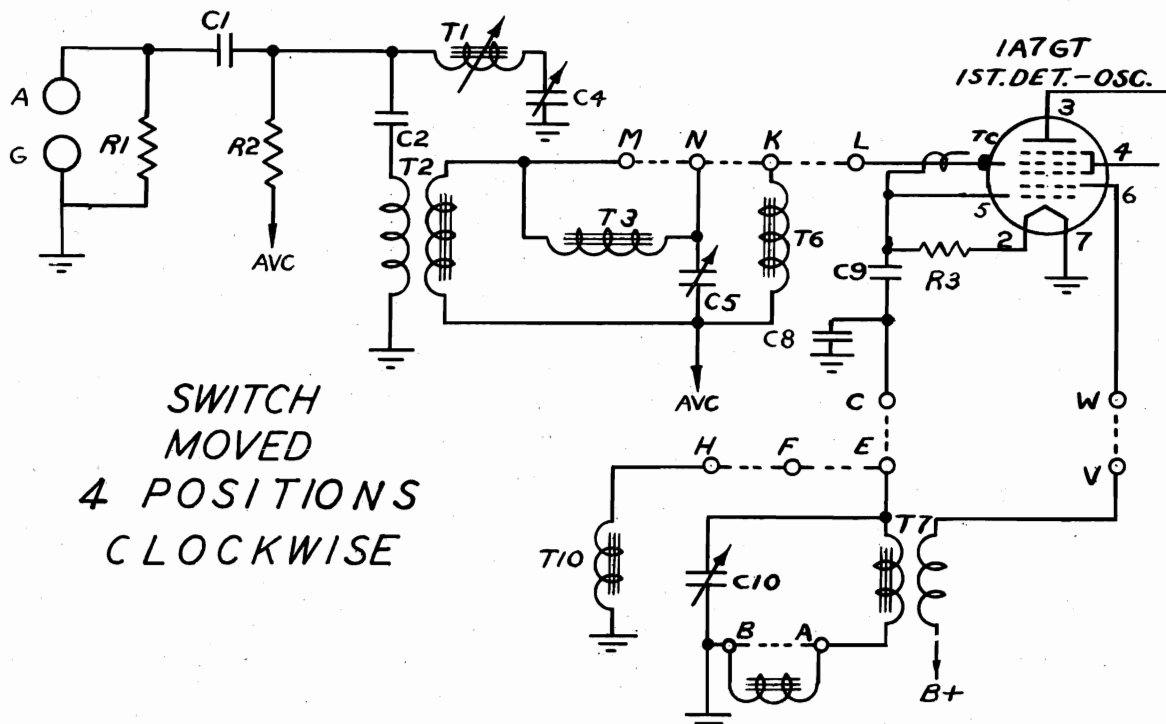 C1
T1
1A7GT
1ST. DET.-OSC.
3
A
C4
G
R1
R2
C2
M
N
K
L
TC
4
T2
5
6
T3
T6
2
7
AVC
C9
R3
C5
C8
SWITCH
MOVED
4 POSITIONS
CLOCKWISE
AVC
C
W
H
F
E
V
T7
T10
C10
B
A
B+